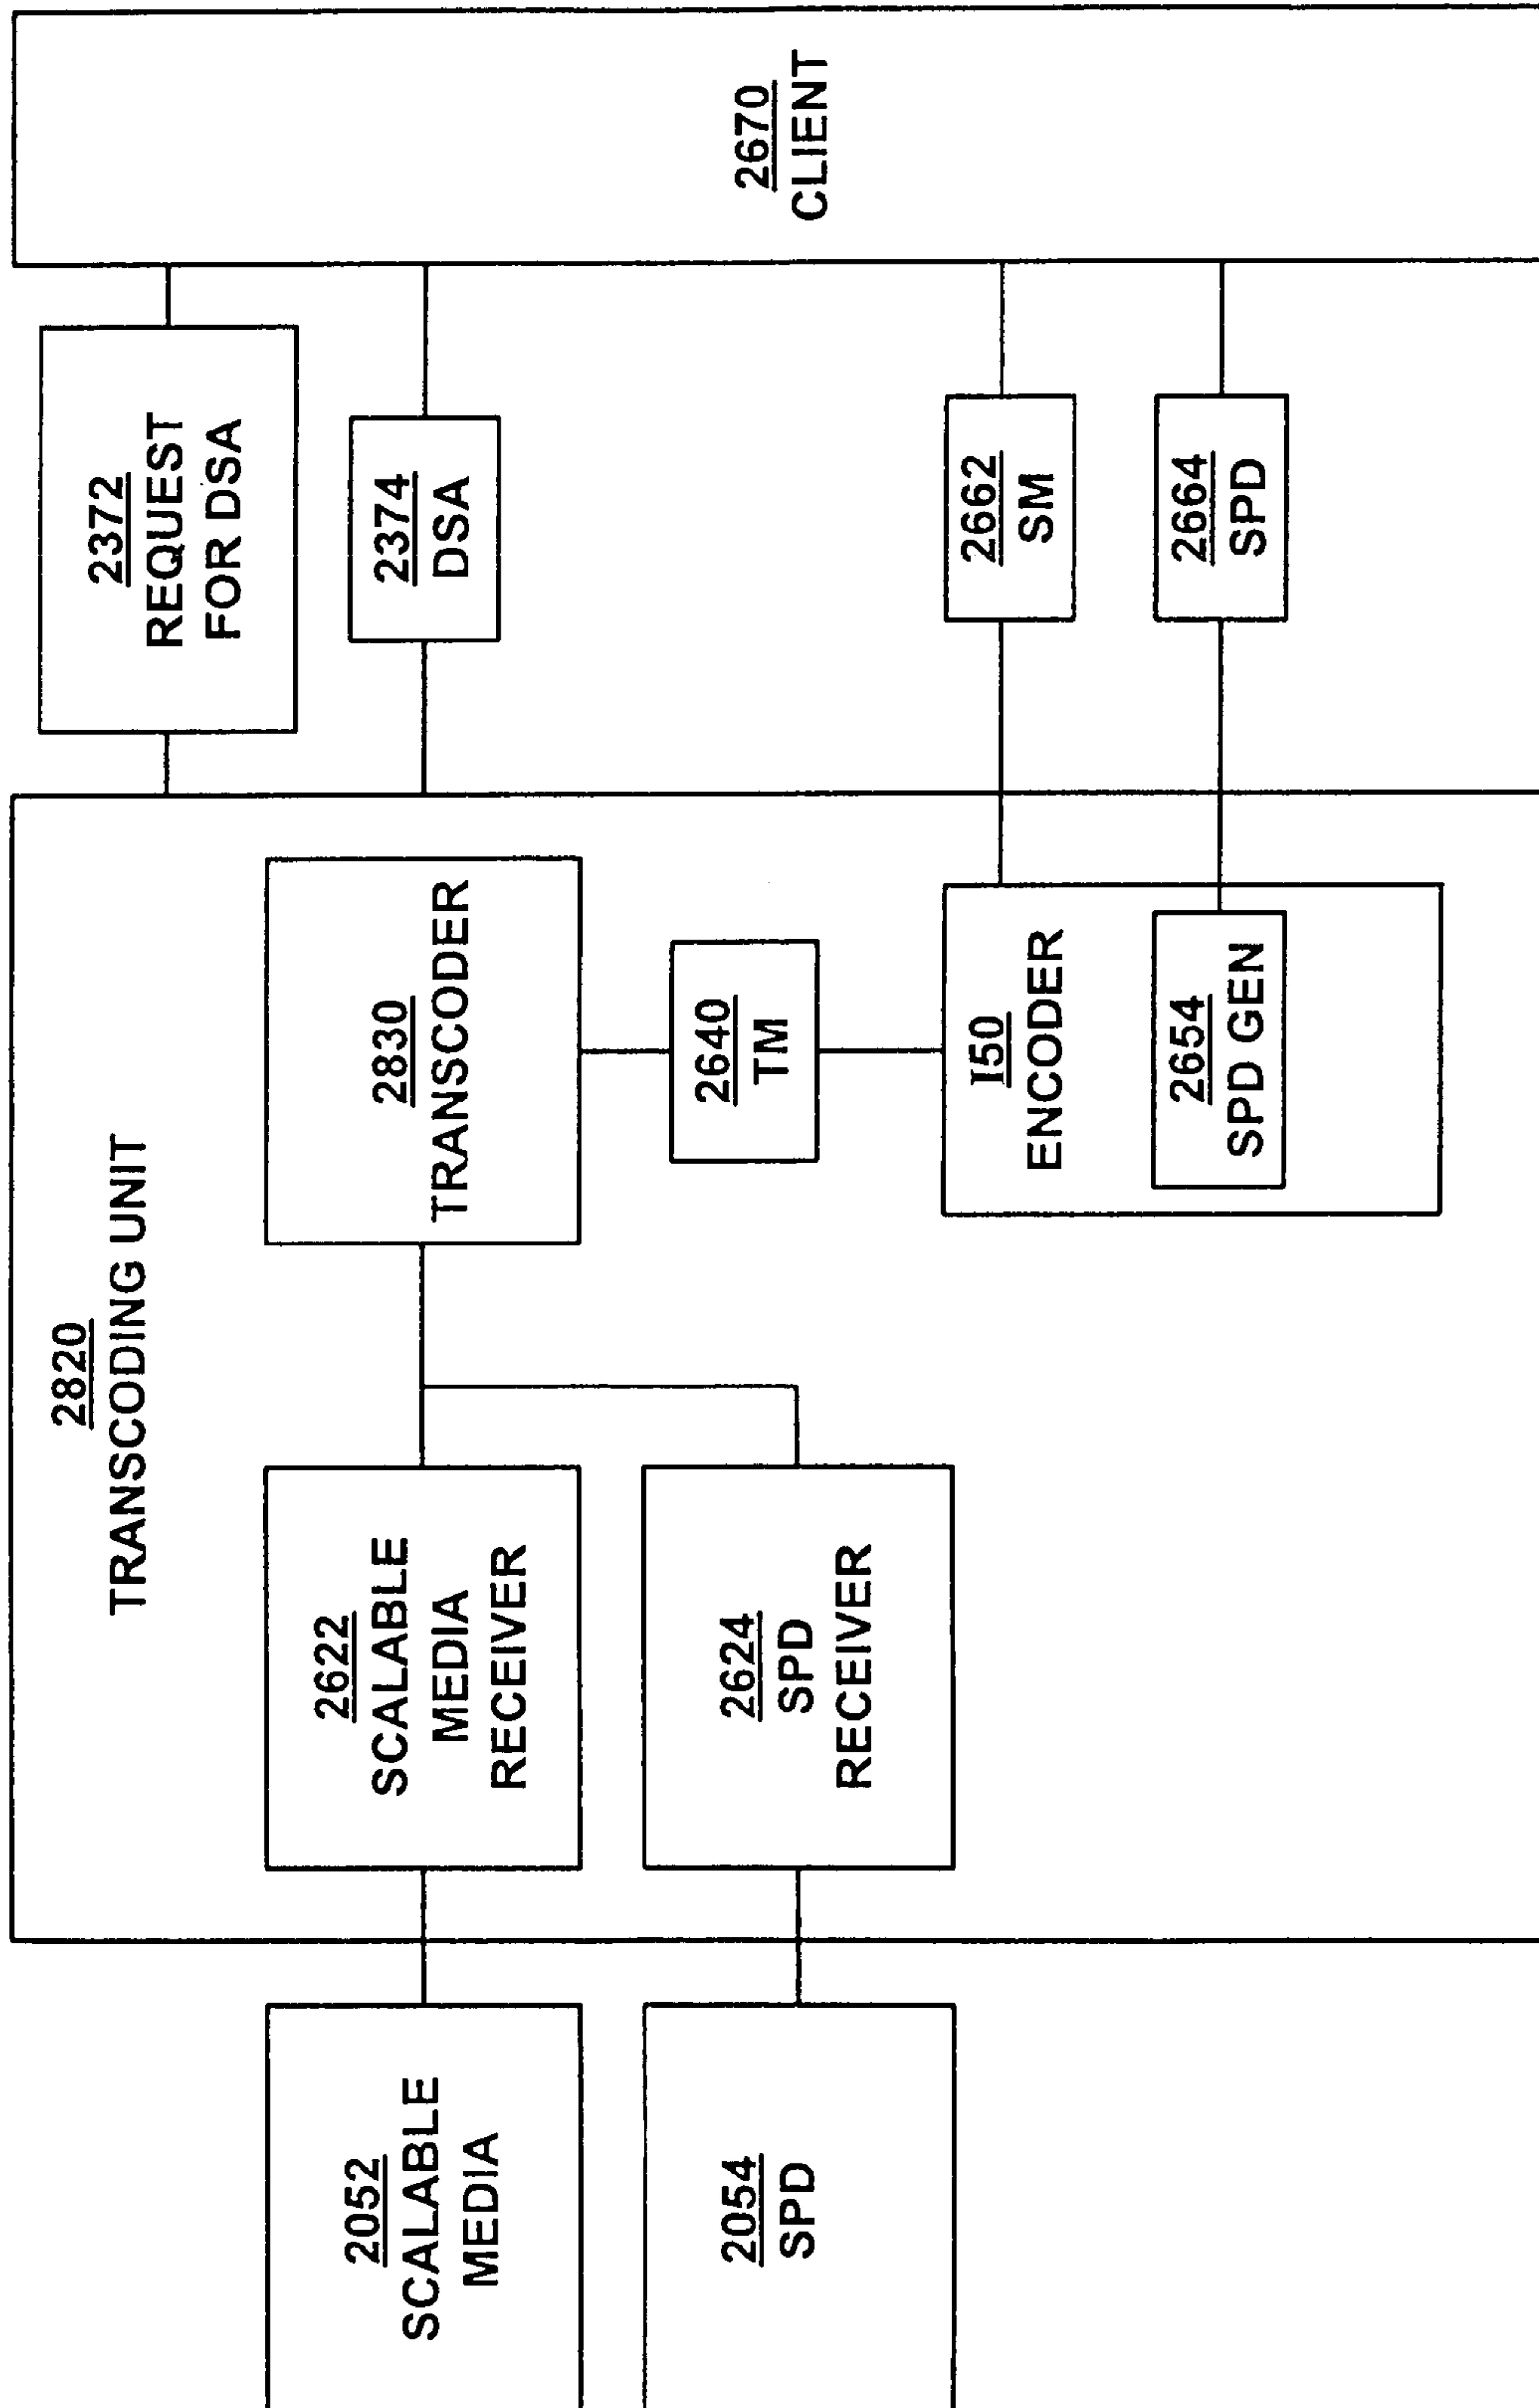 2820
TRANSCODING UNIT
2052
SCALABLE
MEDIA
2054
SPD
2622
SCALABLE
MEDIA
RECEIVER
2624
SPD
RECEIVER
2830
TRANSCODER
2640
TM
150
ENCODER
2654
SPD GEN
2372
REQUEST
FOR DSA
2374
DSA
2662
SM
2664
SPD
2670
CLIENT